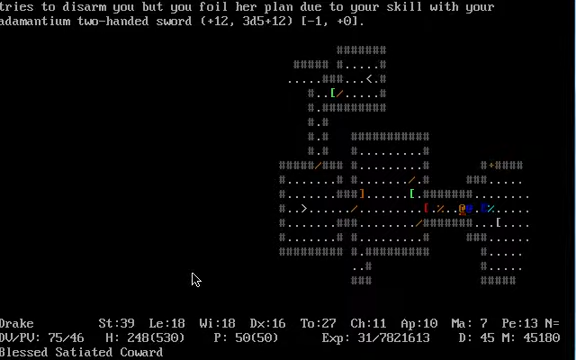 tries to disarm you but you foil her plan due to your skill with your
adamantium two-handed sword (+12, 3d5+12) [-1, +0].
Drake St:39 Le:18 Wi:18 Dx:16 To:27 Ch:11 Ap:10 Ma: 7 Pe:13 N=
DV/PV: 75/46 H: 248(530) P: 50(50) Exp: 31/7821613 D: 45 M: 45180
Blessed Satiated Coward